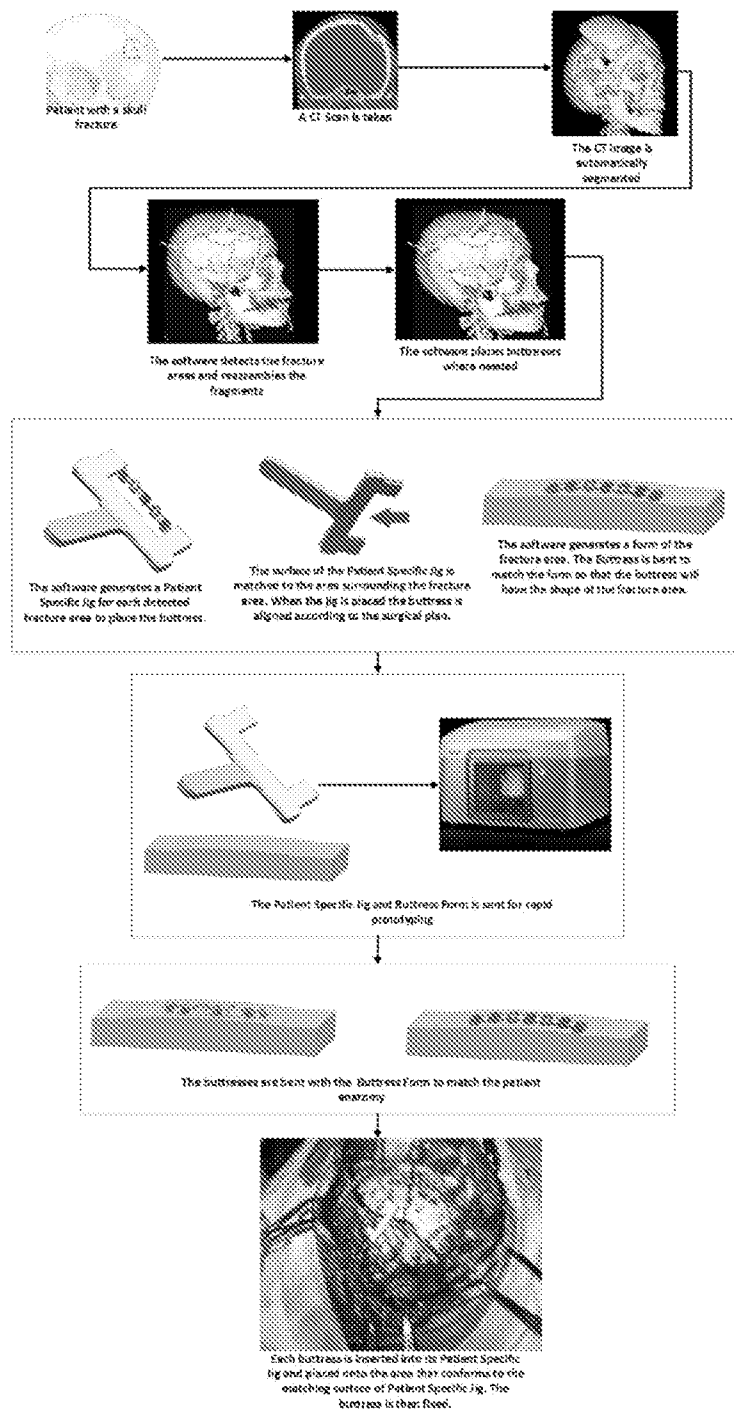 Patient with a skull
fracture
A CT Scan is taken
The CT image is
automatically
segmented
The software detects the fracture
areas and reassembles the
fragments
The software places buttresses
where needed
The software generates a Patient
Specific Jig for each detected
fracture area to place the buttress.
The surface of the Patient Specific Jig is
matched to the area surrounding the fracture
area. When the jig is placed the buttress is
aligned according to the surgical plan.
The software generates a form of the
fracture area. The Buttress is bent to
match the form so that the buttress will
have the shape of the fracture area.
The Patient Specific Jig and Buttress Form is sent for rapid
prototyping
The buttresses are bent with the Buttress Form to match the patient
anatomy
Each buttress is inserted into its Patient Specific
Jig and placed onto the area that conforms to the
matching surface of Patient Specific Jig. The
buttress is then fixed.